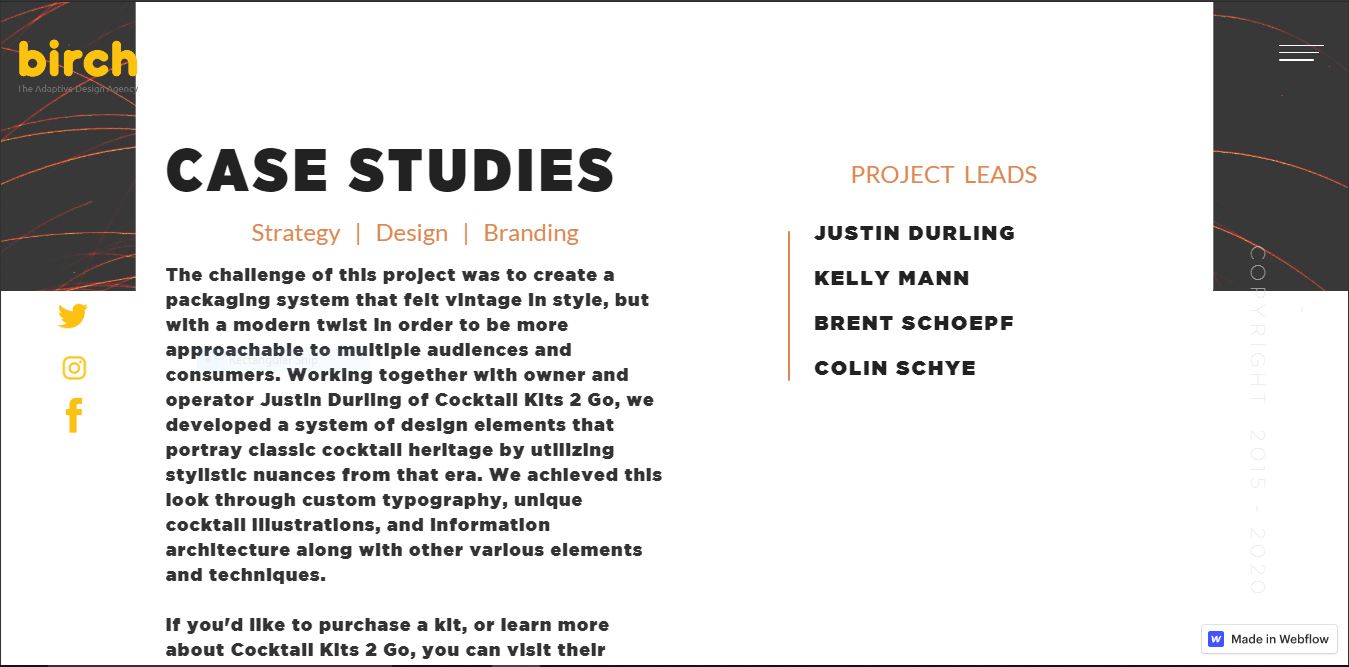 birch
The Adaptive Design Agency
CASE STUDIES
Strategy | Design | Branding
The challenge of this project was to create a
packaging system that felt vintage in style, but
with a modern twist in order to be more
approachable to multiple audiences and
consumers. Working together with owner and
operator Justin Durling of Cocktail Kits 2 Go, we
developed a system of design elements that
portray classic cocktail heritage by utilizing
stylistic nuances from that era. We achieved this
look through custom typography, unique
cocktail illustrations, and information
architecture along with other various elements
and techniques.
If you'd like to purchase a kit, or learn more
about Cocktail Kits 2 Go, you can visit their
PROJECT LEADS
JUSTIN DURLING
KELLY MANN
BRENT SCHOEPF
COLIN SCHYE
COPYRIGHT 2015 - 2020
Made in Webflow